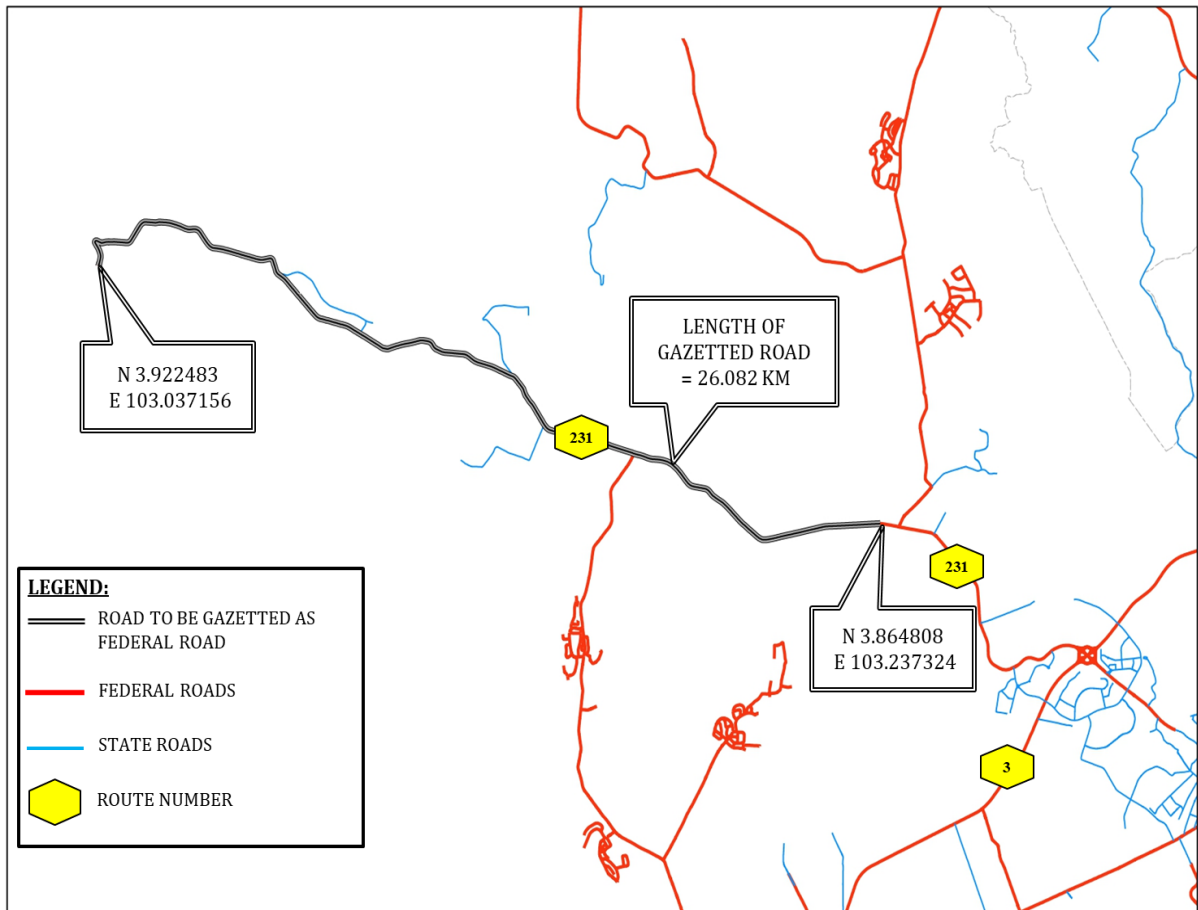 N 3.922483
E 103.037156
LENGTH OF
GAZETTED ROAD
= 26.082 KM
231
231
N 3.864808
E 103.237324
3
LEGEND:
ROAD TO BE GAZETTED AS
FEDERAL ROAD
FEDERAL ROADS
STATE ROADS
ROUTE NUMBER